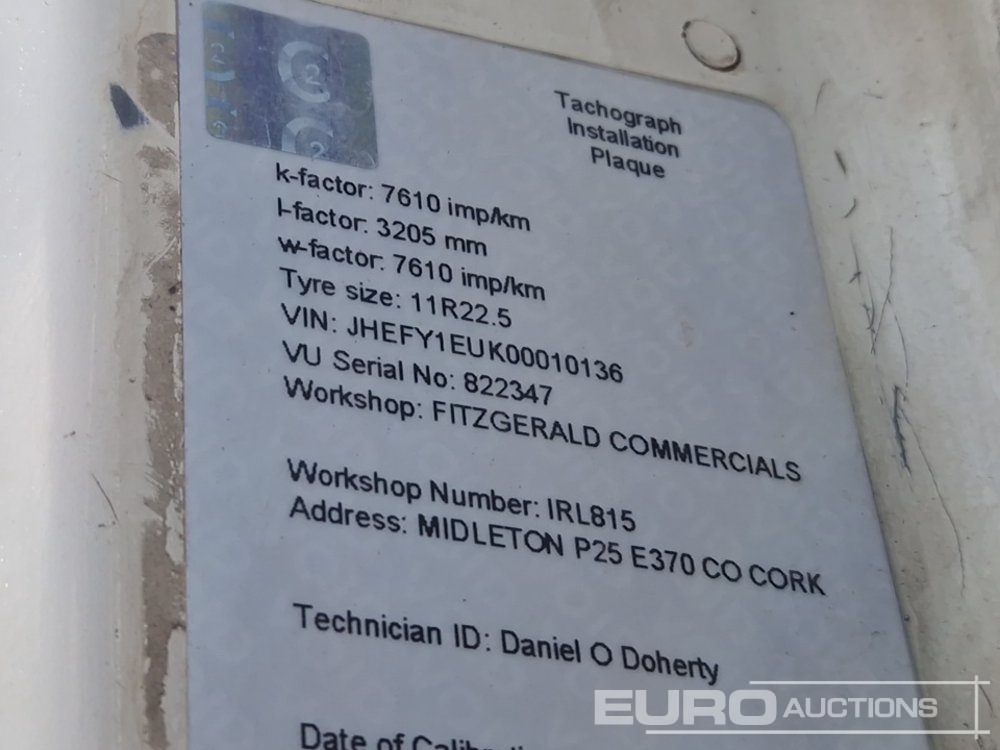 Tachograph
Installation
Plaque
k-factor: 7610 imp/km
l-factor: 3205 mm
w-factor: 7610 imp/km
Tyre size: 11R22.5
VIN: JHEFY1EUK00010136
VU Serial No: 822347
Workshop: FITZGERALD COMMERCIALS
Workshop Number: IRL815
Address: MIDLETON P25 E370 CO CORK
Technician ID: Daniel O Doherty
Date of
EURO AUCTIONS